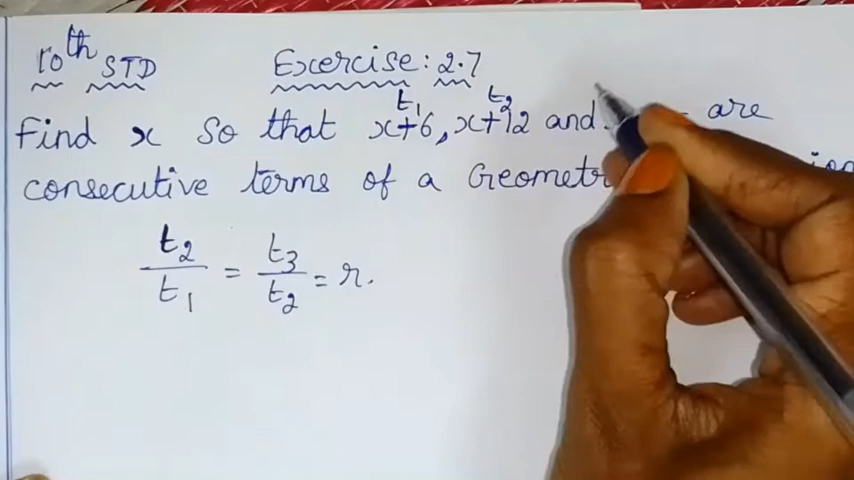 10th STD Exercise: 2.7
t1 t2
Find x so that x+6, x+12 and are
consecutive terms of a Geometr
t2/t1 = t3/t2 = r.